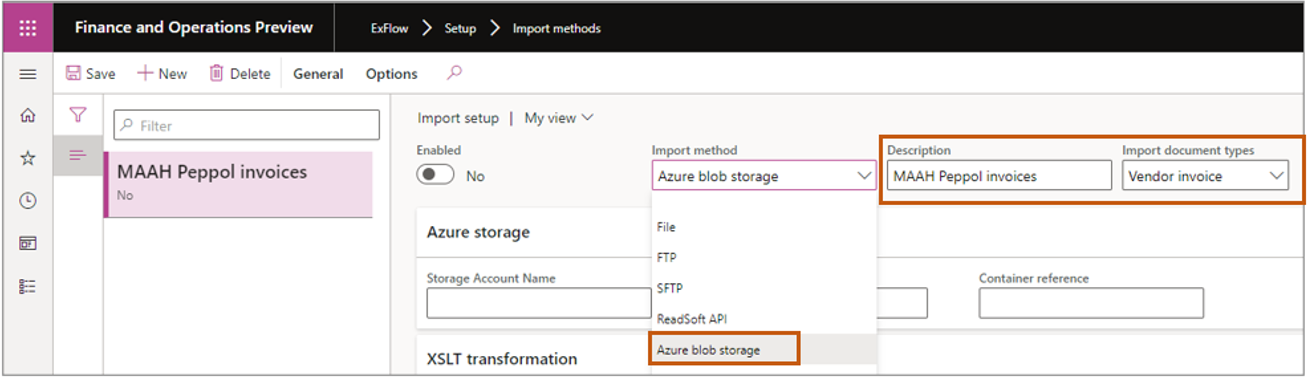 Finance and Operations Preview
ExFlow > Setup > Import methods
Save New Delete General Options
Filter
MAAH Peppol invoices
No
Import setup | My view
Enabled
No
Import method
Azure blob storage
Description
MAAH Peppol invoices
Import document types
Vendor invoice
File
FTP
SFTP
ReadSoft API
Azure blob storage
Azure storage
Storage Account Name
Container reference
XSLT transformation